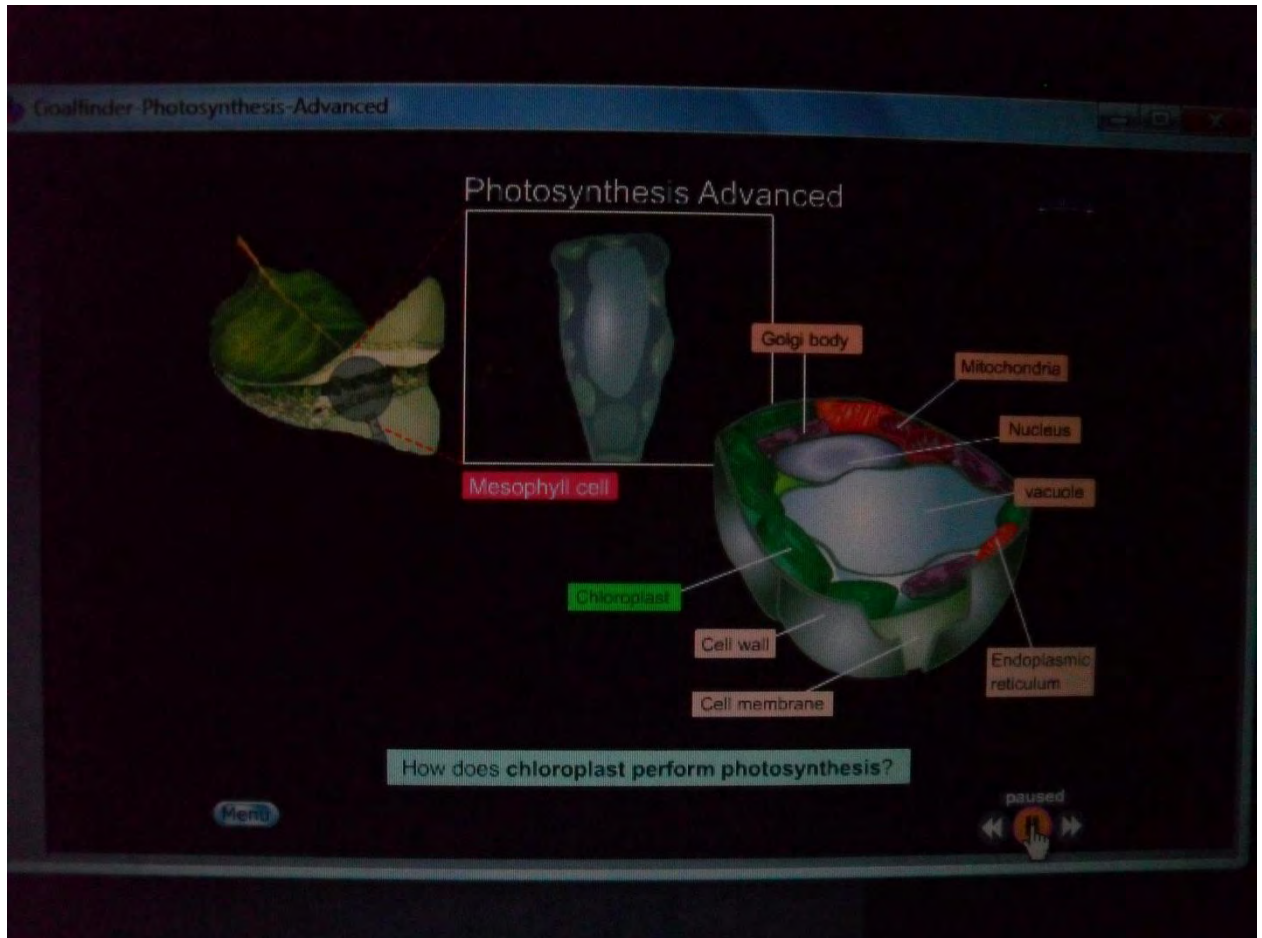 Goalfinder-Photosynthesis-Advanced
Photosynthesis Advanced
Golgi body
Mitochondria
Nucleus
vacuole
Mesophyll cell
Chloroplast
Cell wall
Endoplasmic
reticulum
Cell membrane
How does chloroplast perform photosynthesis?
Menu
paused